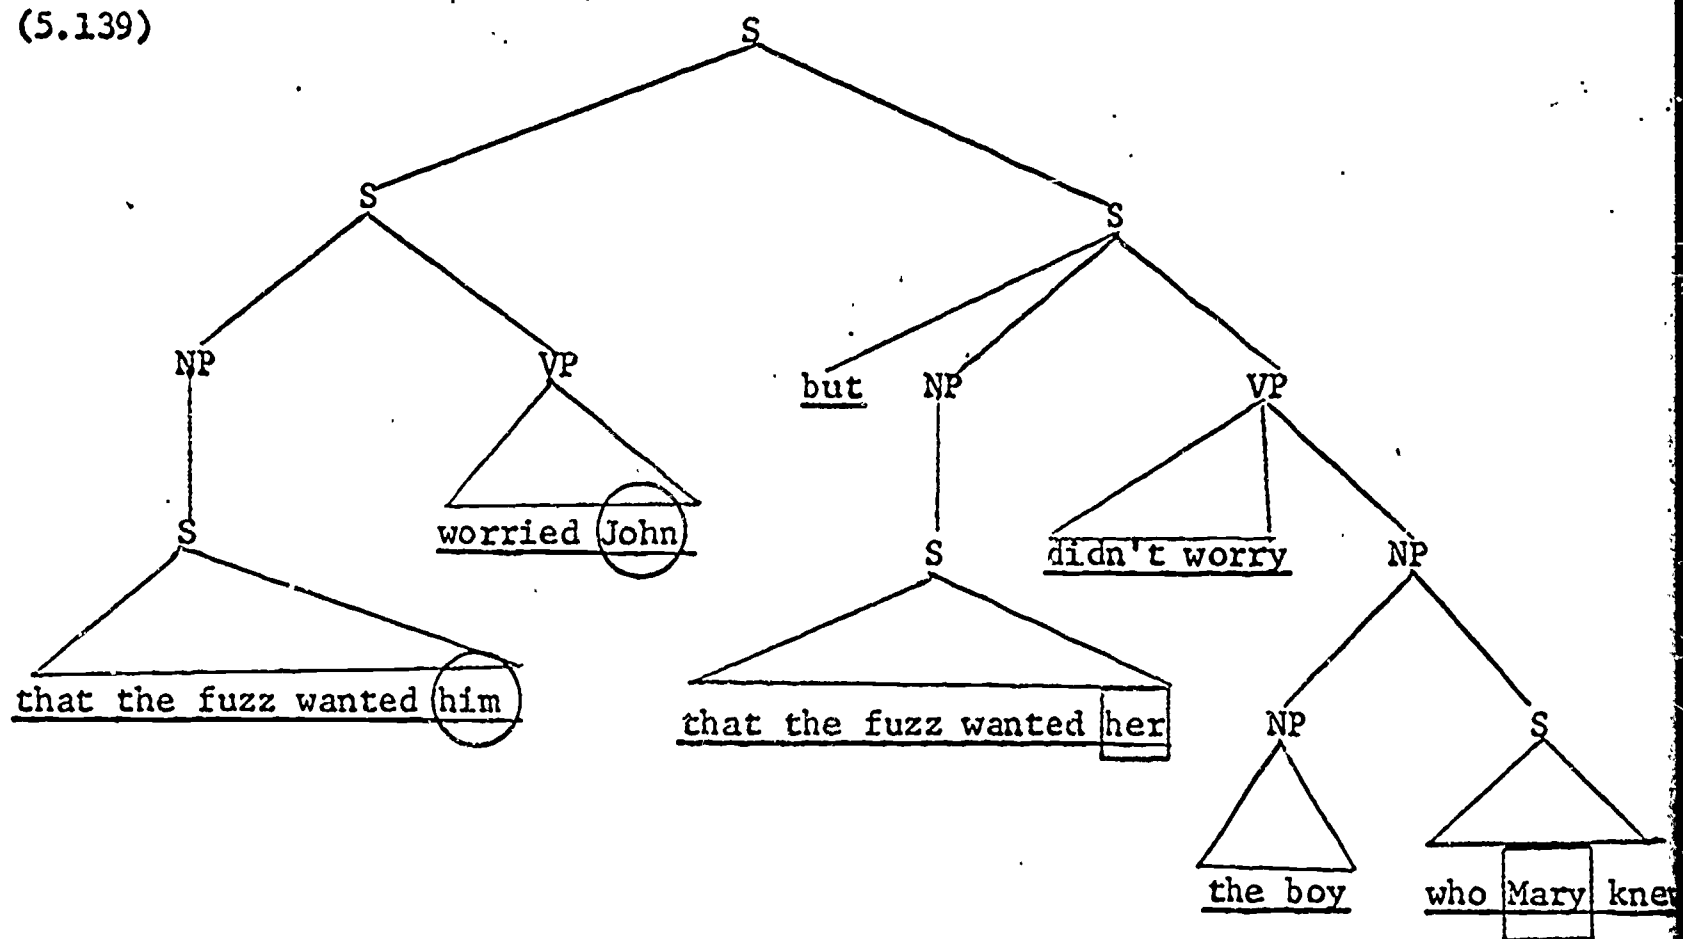 (5.139)
S
S
S
NP
VP
but
NP
VP
S
worried John
S
didn't worry
NP
that the fuzz wanted him
that the fuzz wanted her
NP
S
the boy
who Mary knew